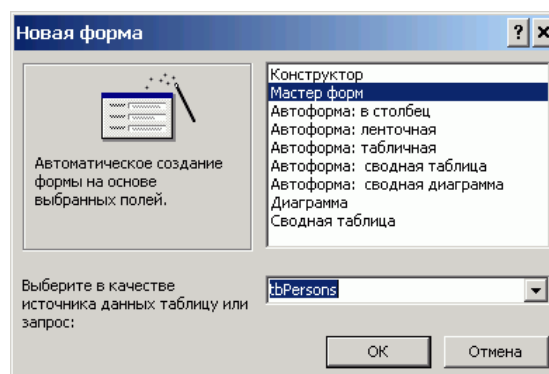 Новая форма
Конструктор
Мастер форм
Автоформа: в столбец
Автоформа: ленточная
Автоформа: табличная
Автоформа: сводная таблица
Автоформа: сводная диаграмма
Диаграмма
Сводная таблица
Автоматическое создание
формы на основе
выбранных полей.
Выберите в качестве
источника данных таблицу или
запрос:
tbPersons
ОК
Отмена